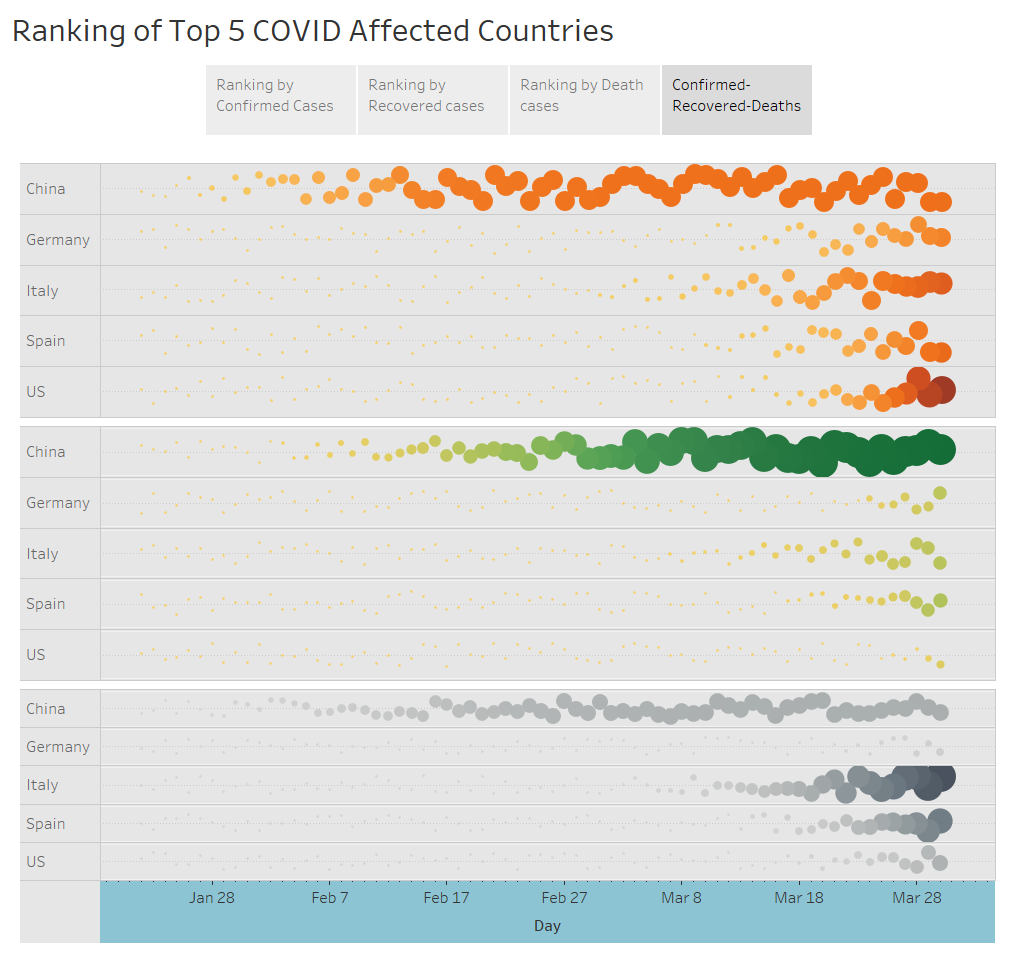 Ranking of Top 5 COVID Affected Countries
Ranking by
Confirmed Cases
Ranking by
Recovered cases
Ranking by Death
cases
Confirmed-
Recovered-Deaths
China
Germany
Italy
Spain
US
China
Germany
Italy
Spain
US
China
Germany
Italy
Spain
US
Jan 28 Feb 7 Feb 17 Feb 27 Mar 8 Mar 18 Mar 28
Day